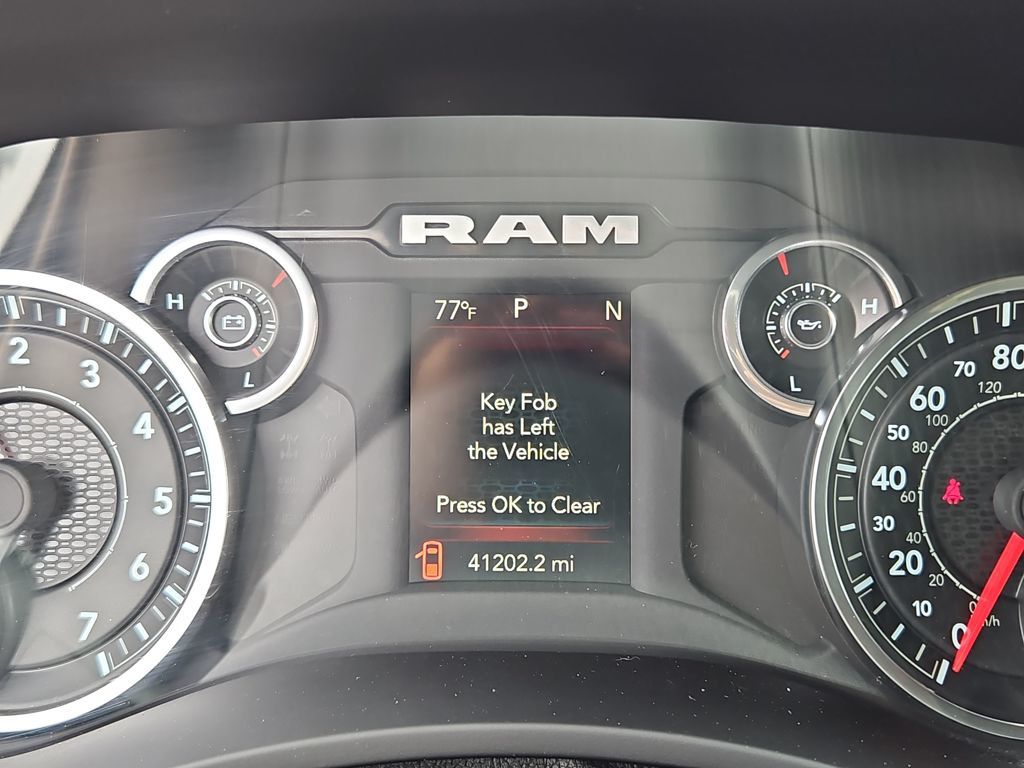 RAM
77°F P N
H
L
H
L
Key Fob
has Left
the Vehicle
Press OK to Clear
41202.2 mi
2
3
4
5
6
7
80
70
60
50
40
30
20
10
0
120
100
80
60
40
20